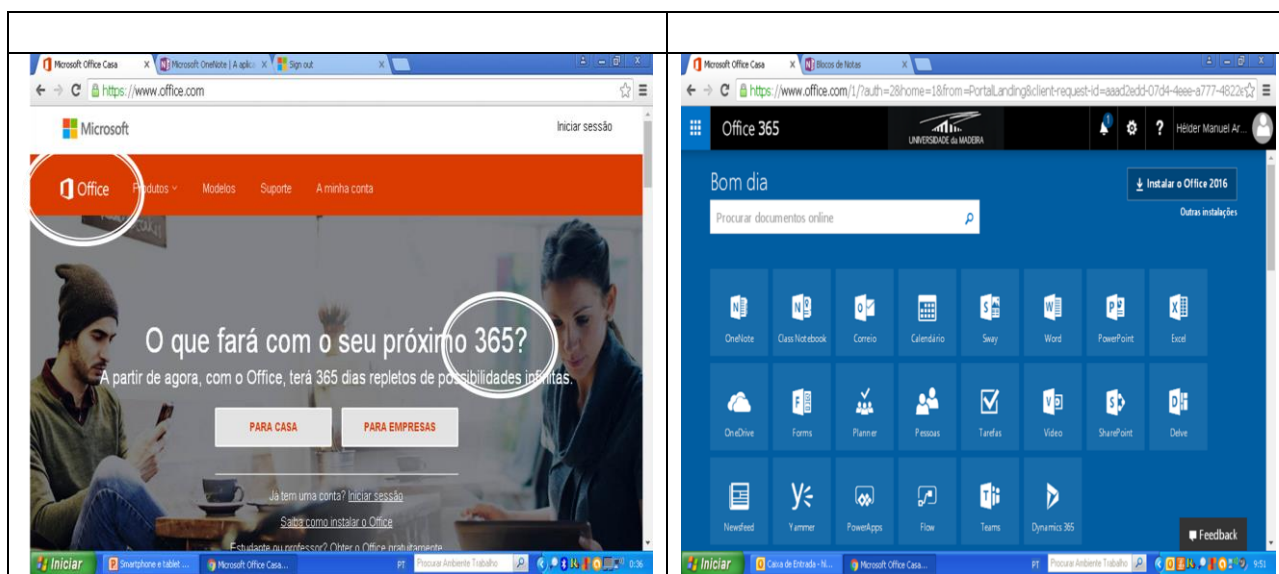 Microsoft Office Casa
Sign out
https://www.office.com
Microsoft
Iniciar sessão
Office
Produtos
Modelos
Suporte
A minha conta
O que fará com o seu próximo 365?
A partir de agora, com o Office, terá 365 dias repletos de possibilidades infinitas.
PARA CASA
PARA EMPRESAS
Já tem uma conta? Iniciar sessão
Saiba como instalar o Office
Estudante ou professor? Obter o Office gratuitamente
Iniciar
Smartphone e tablet ...
Microsoft Office Casa...
PT
Procurar Ambiente Trabalho
0:36
Microsoft Office Casa
Blocos de Notas
https://www.office.com/1/?auth=2&home=1&from=PortalLanding&client-request-id=aaad2edd-07d4-4eee-a777-4822
Office 365
UNIVERSIDADE da MADEIRA
?
Hélder Manuel Ar...
Bom dia
Instalar o Office 2016
Procurar documentos online
Outras instalações
OneNote
Class Notebook
Correio
Calendário
Sway
Word
PowerPoint
Excel
OneDrive
Forms
Planner
Pessoas
Tarefas
Vídeo
SharePoint
Delve
Newsfeed
Yammer
PowerApps
Flow
Teams
Dynamics 365
Feedback
Iniciar
Caixa de Entrada - N...
Microsoft Office Casa...
PT
Procurar Ambiente Trabalho
9:51